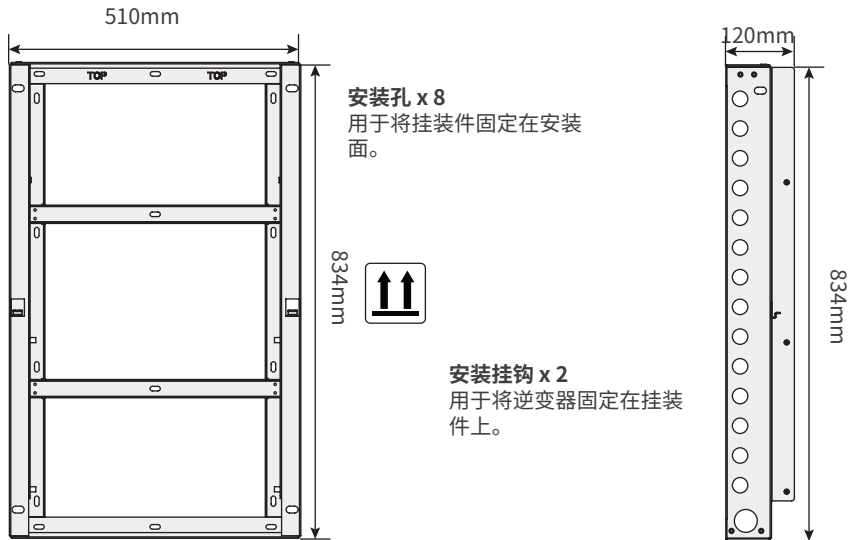 510mm
120mm
TOP
TOP
安装孔 x 8
用于将挂装件固定在安装
面。
834mm
834mm
安装挂钩 x 2
用于将逆变器固定在挂装
件上。